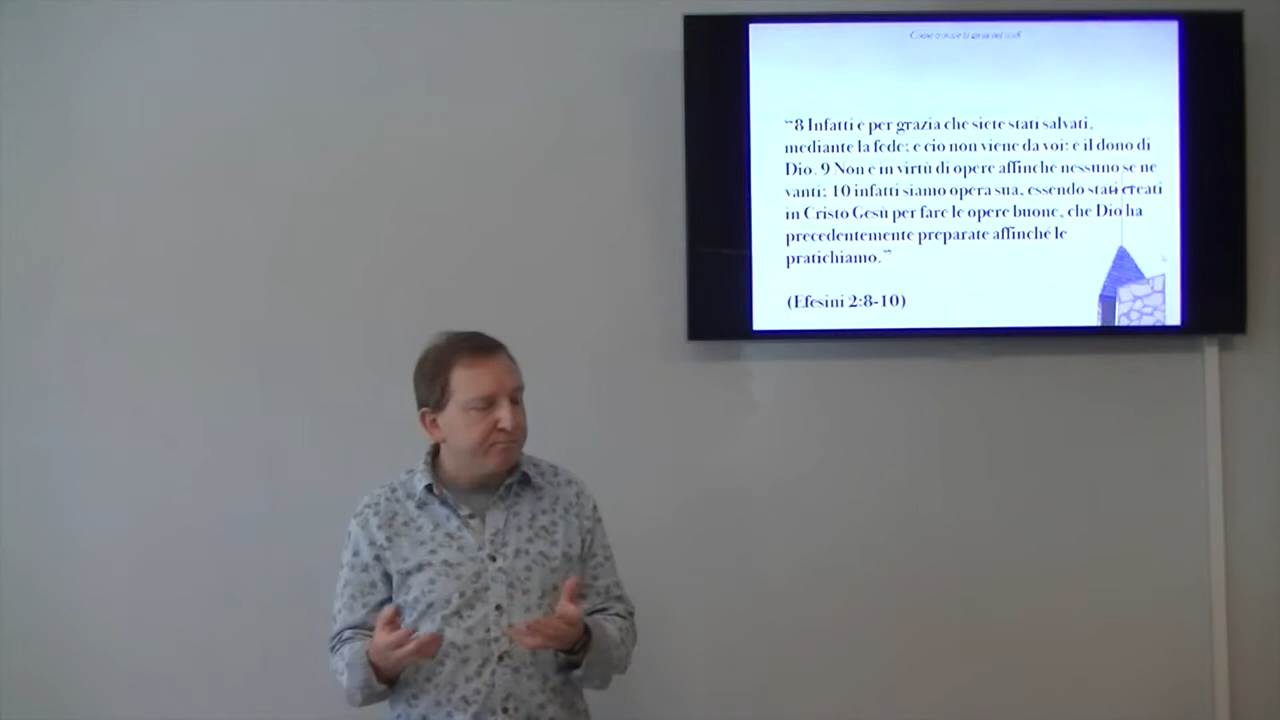 “8 Infatti è per grazia che siete stati salvati,
mediante la fede; e ciò non viene da voi: è il dono di
Dio. 9 Non è in virtù di opere affinché nessuno se ne
vanti; 10 infatti siamo opera sua, essendo stati creati
in Cristo Gesù per fare le opere buone, che Dio ha
precedentemente preparate affinché le
pratichiamo.”
(Efesini 2:8-10)